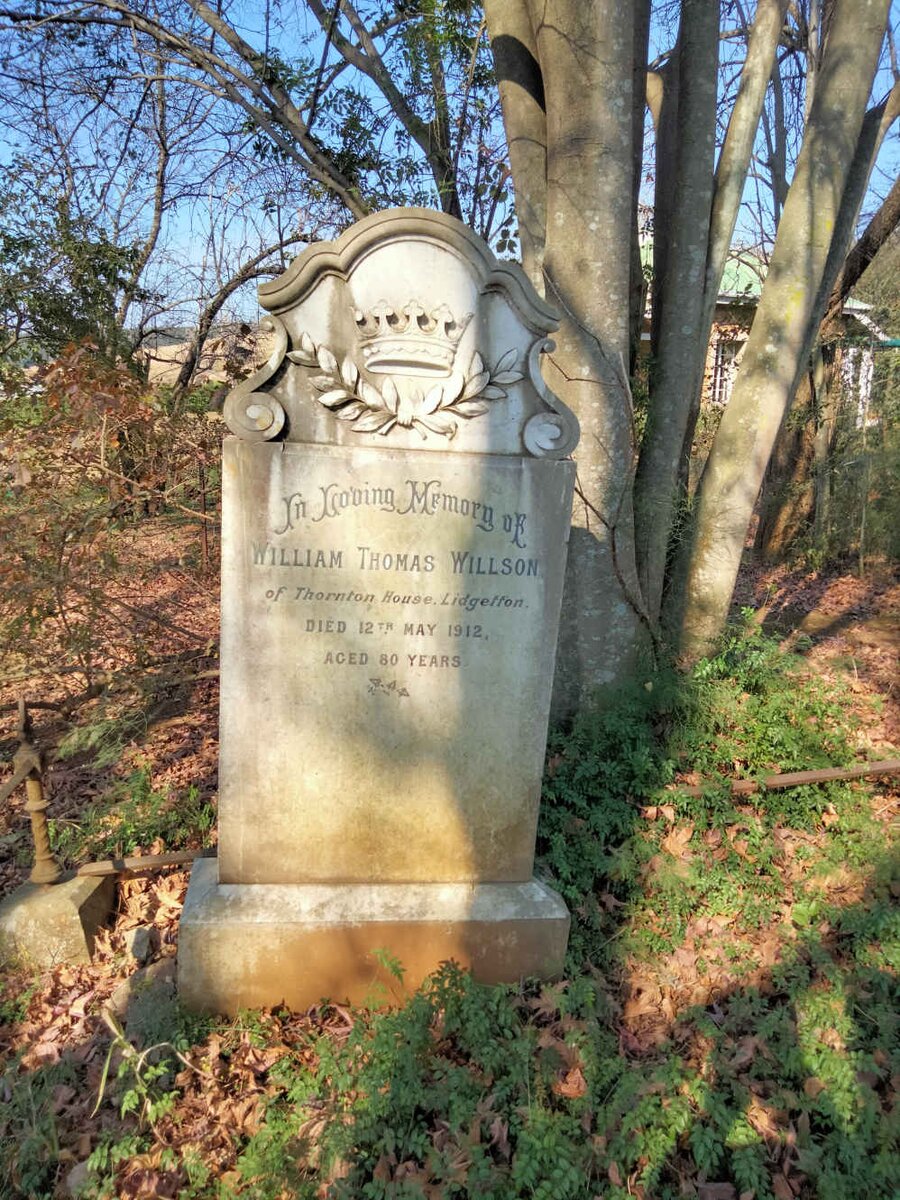 In Loving Memory of
WILLIAM THOMAS WILLSON
of Thornton House. Lidgetton.
DIED 12TH MAY 1912,
AGED 80 YEARS.